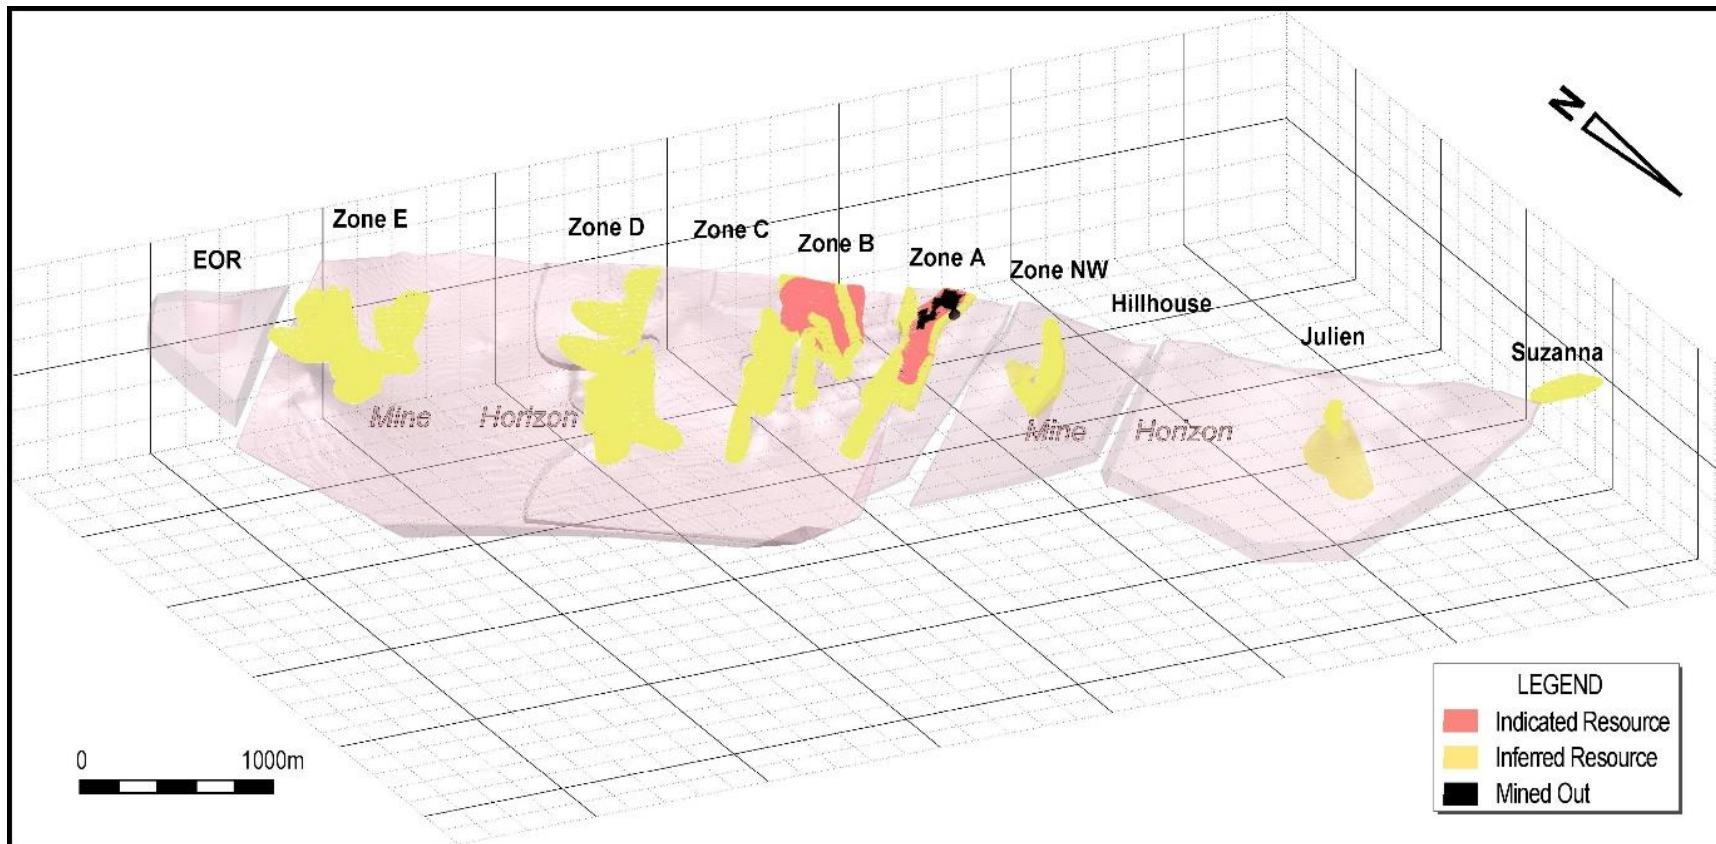 N
Zone E
Zone D
Zone C
Zone B
Zone A
EOR
Zone NW
Hillhouse
Julien
Suzanna
Mine Horizon
Mine Horizon
LEGEND
Indicated Resource
Inferred Resource
Mined Out
0 1000m